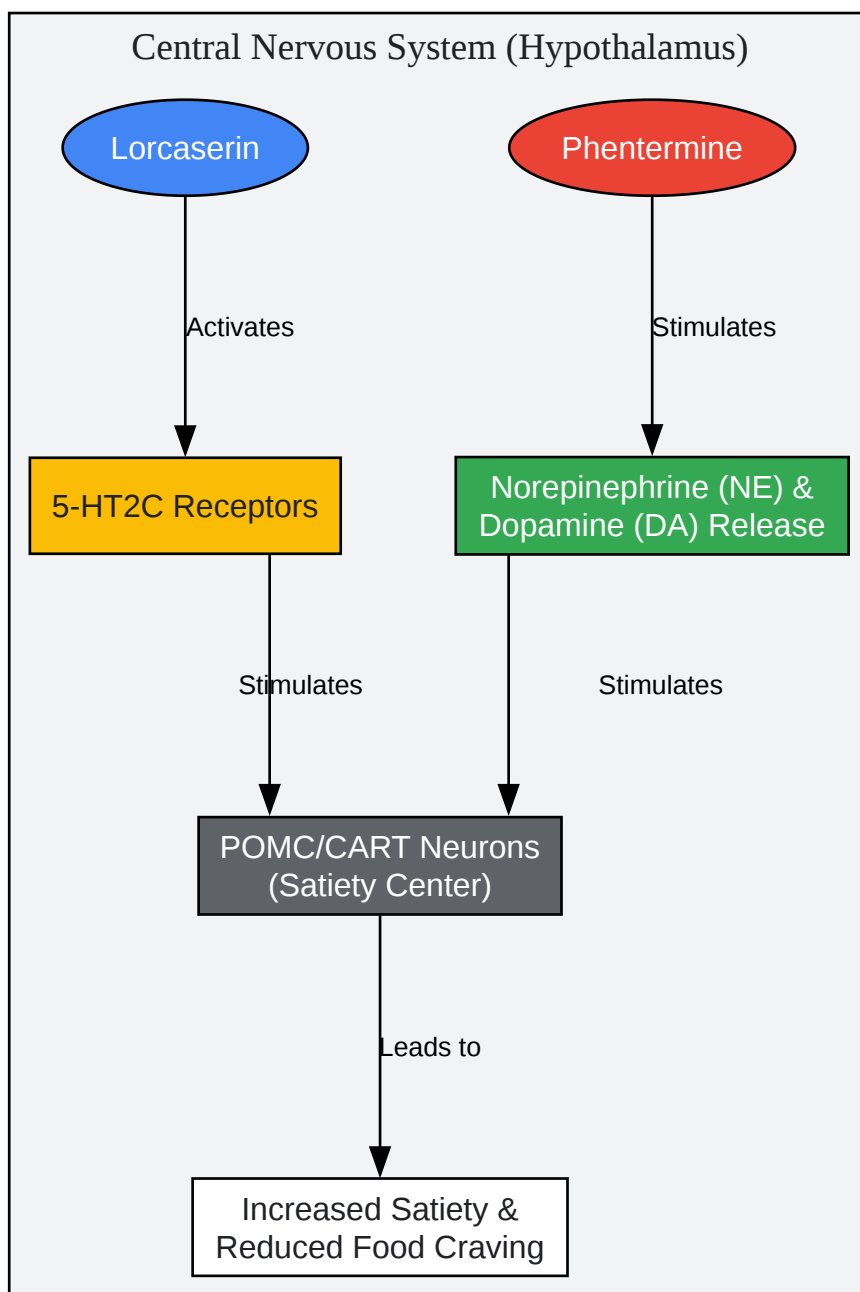 Central Nervous System (Hypothalamus)
Lorcaserin
Phentermine
Activates
Stimulates
5-HT2C Receptors
Norepinephrine (NE) &
Dopamine (DA) Release
Stimulates
Stimulates
POMC/CART Neurons
(Satiety Center)
Leads to
Increased Satiety &
Reduced Food Craving